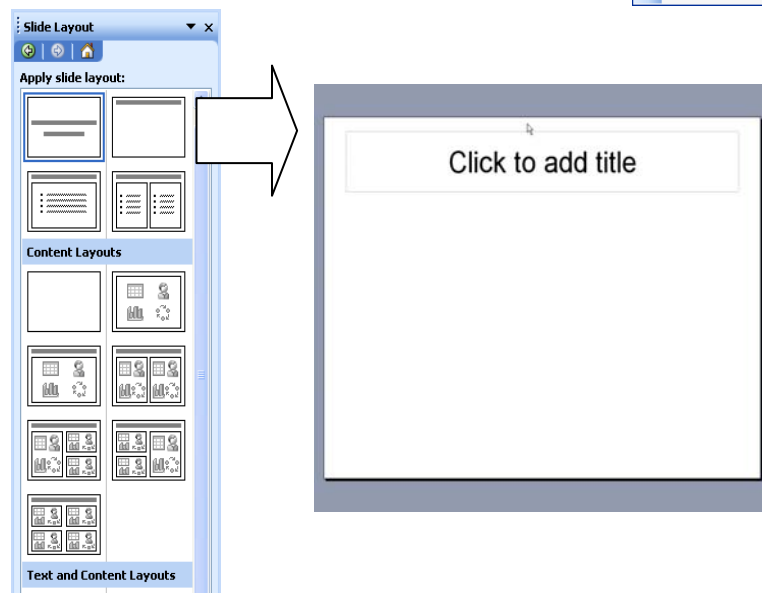 Slide Layout
Apply slide layout:
Content Layouts
Text and Content Layouts
Click to add title